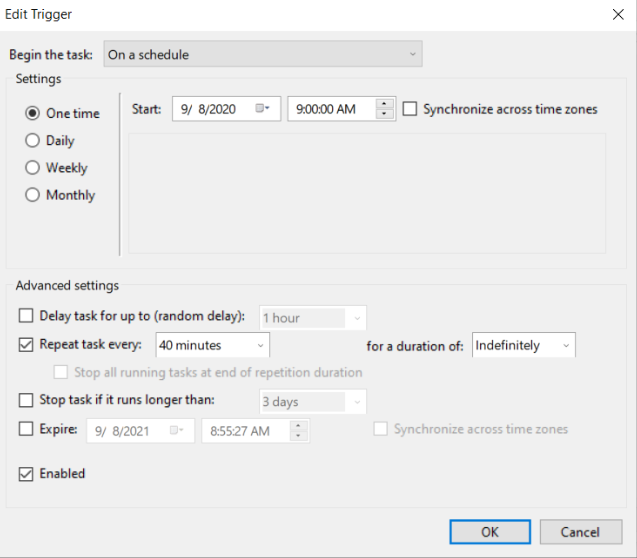 Edit Trigger
Begin the task: On a schedule
Settings
One time
Start: 9/ 8/2020 9:00:00 AM Synchronize across time zones
Daily
Weekly
Monthly
Advanced settings
Delay task for up to (random delay): 1 hour
Repeat task every: 40 minutes for a duration of: Indefinitely
Stop all running tasks at end of repetition duration
Stop task if it runs longer than: 3 days
Expire: 9/ 8/2021 8:55:27 AM Synchronize across time zones
Enabled
OK Cancel